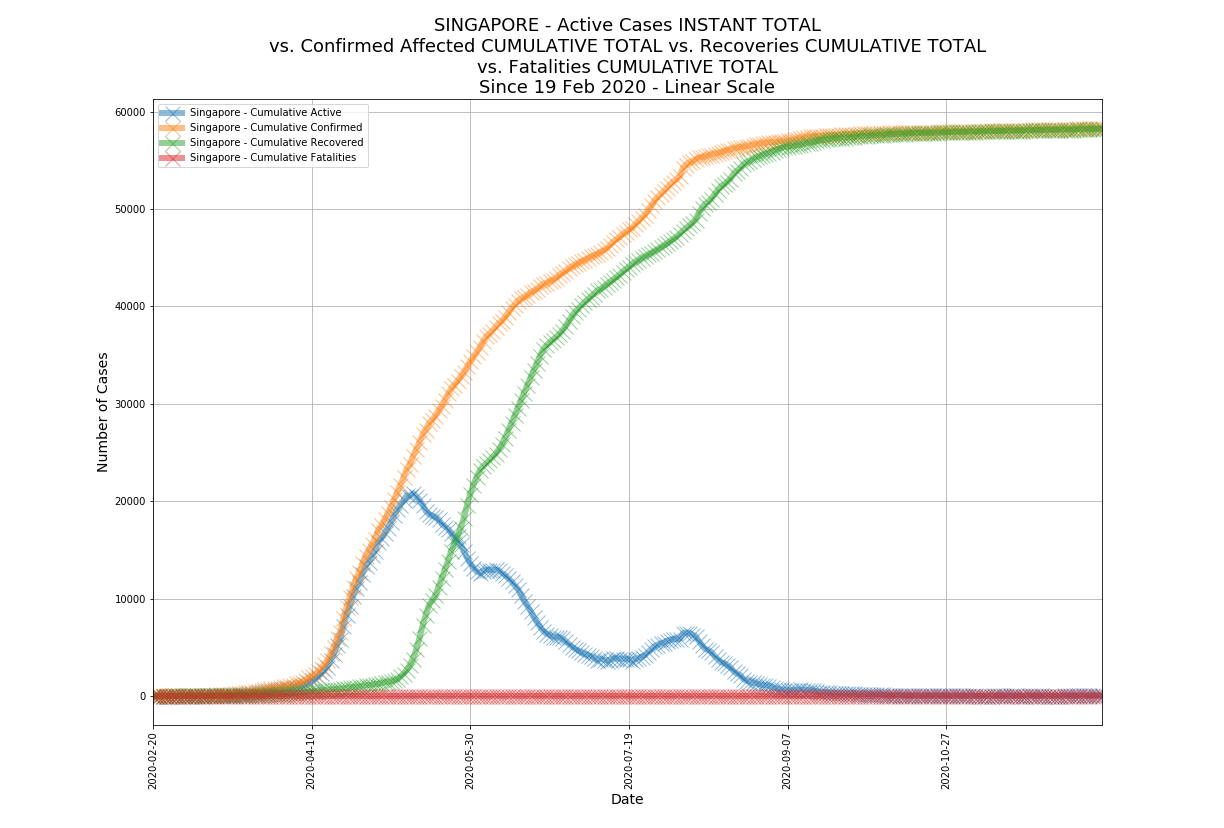 SINGAPORE - Active Cases INSTANT TOTAL
vs. Confirmed Affected CUMULATIVE TOTAL vs. Recoveries CUMULATIVE TOTAL
vs. Fatalities CUMULATIVE TOTAL
Since 19 Feb 2020 - Linear Scale
Singapore - Cumulative Active
Singapore - Cumulative Confirmed
Singapore - Cumulative Recovered
Singapore - Cumulative Fatalities
Number of Cases
60000
50000
40000
30000
20000
10000
0
2020-02-20
2020-04-10
2020-05-30
2020-07-19
2020-09-07
2020-10-27
Date